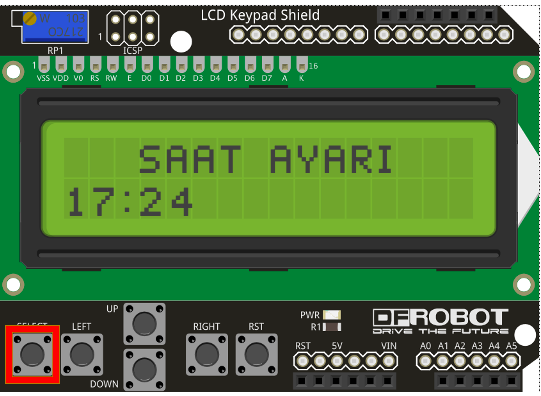 LCD Keypad Shield
RP1
ICSP
1
1 VSS VDD V0 RS RW E D0 D1 D2 D3 D4 D5 D6 D7 A K 16
SAAT AYARI
17:24
UP
SELECT LEFT
DOWN
RIGHT RST
PWR
R1
DFROBOT
DRIVE THE FUTURE
RST 5V VIN
A0 A1 A2 A3 A4 A5